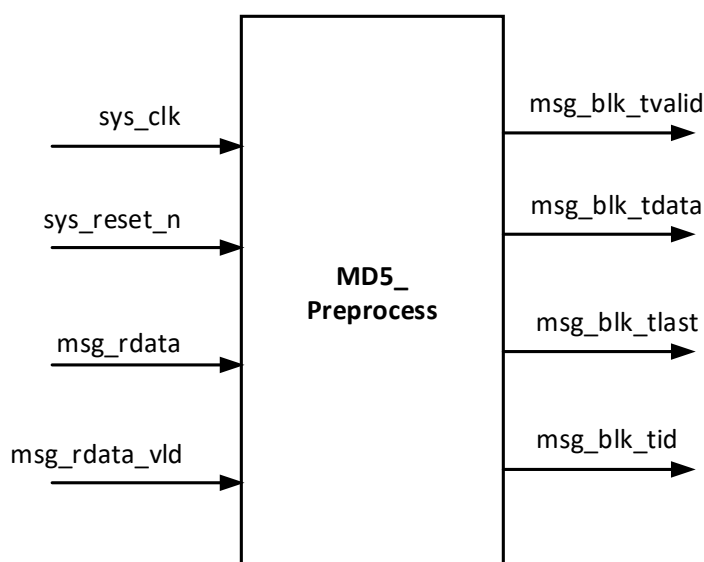 sys_clk
sys_reset_n
msg_rdata
msg_rdata_vld
MD5_
Preprocess
msg_blk_tvalid
msg_blk_tdata
msg_blk_tlast
msg_blk_tid